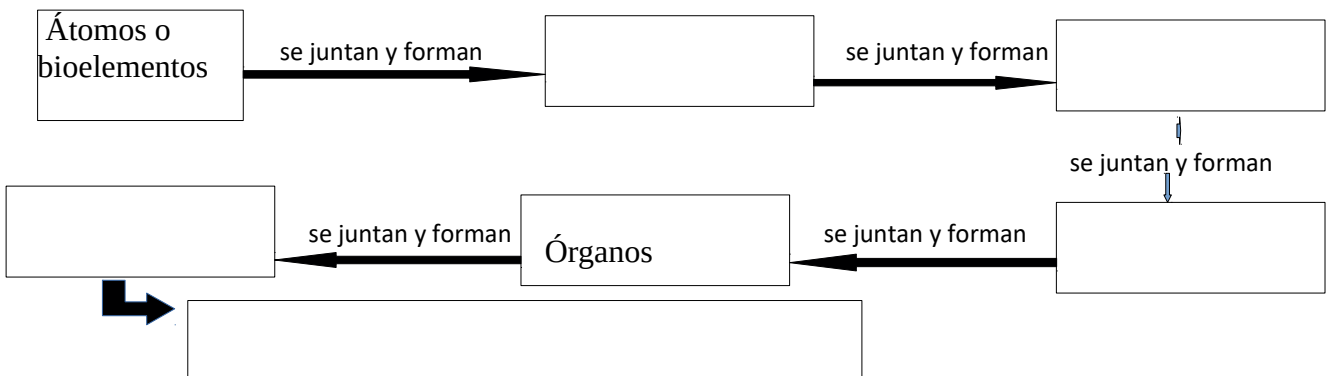 Átomos o
bioelementos
se juntan y forman
se juntan y forman
se juntan y forman
se juntan y forman
Órganos
se juntan y forman